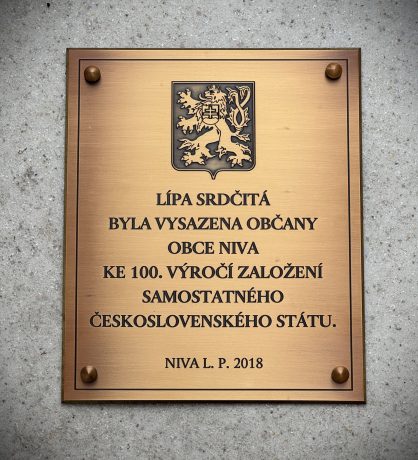 LÍPA SRDČITÁ
BYLA VYSAZENA OBČANY
OBCE NIVA
KE 100. VÝROČÍ ZALOŽENÍ
SAMOSTATNÉHO
ČESKOSLOVENSKÉHO STÁTU.
NIVA L. P. 2018